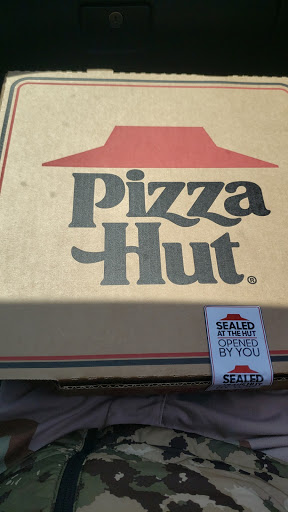 Pizza
Hut®
SEALED
AT THE HUT
OPENED
BY YOU
SEALED